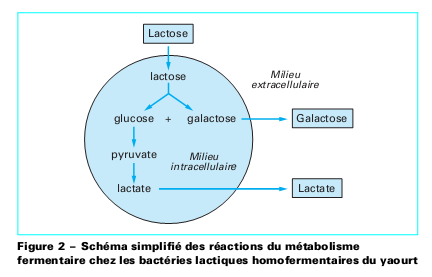 Lactose
lactose
Milieu
extracellulaire
glucose + galactose
Galactose
pyruvate
Milieu
intracellulaire
lactate
Lactate
Figure 2 – Schéma simplifié des réactions du métabolisme
fermentaire chez les bactéries lactiques homofermentaires du yaourt